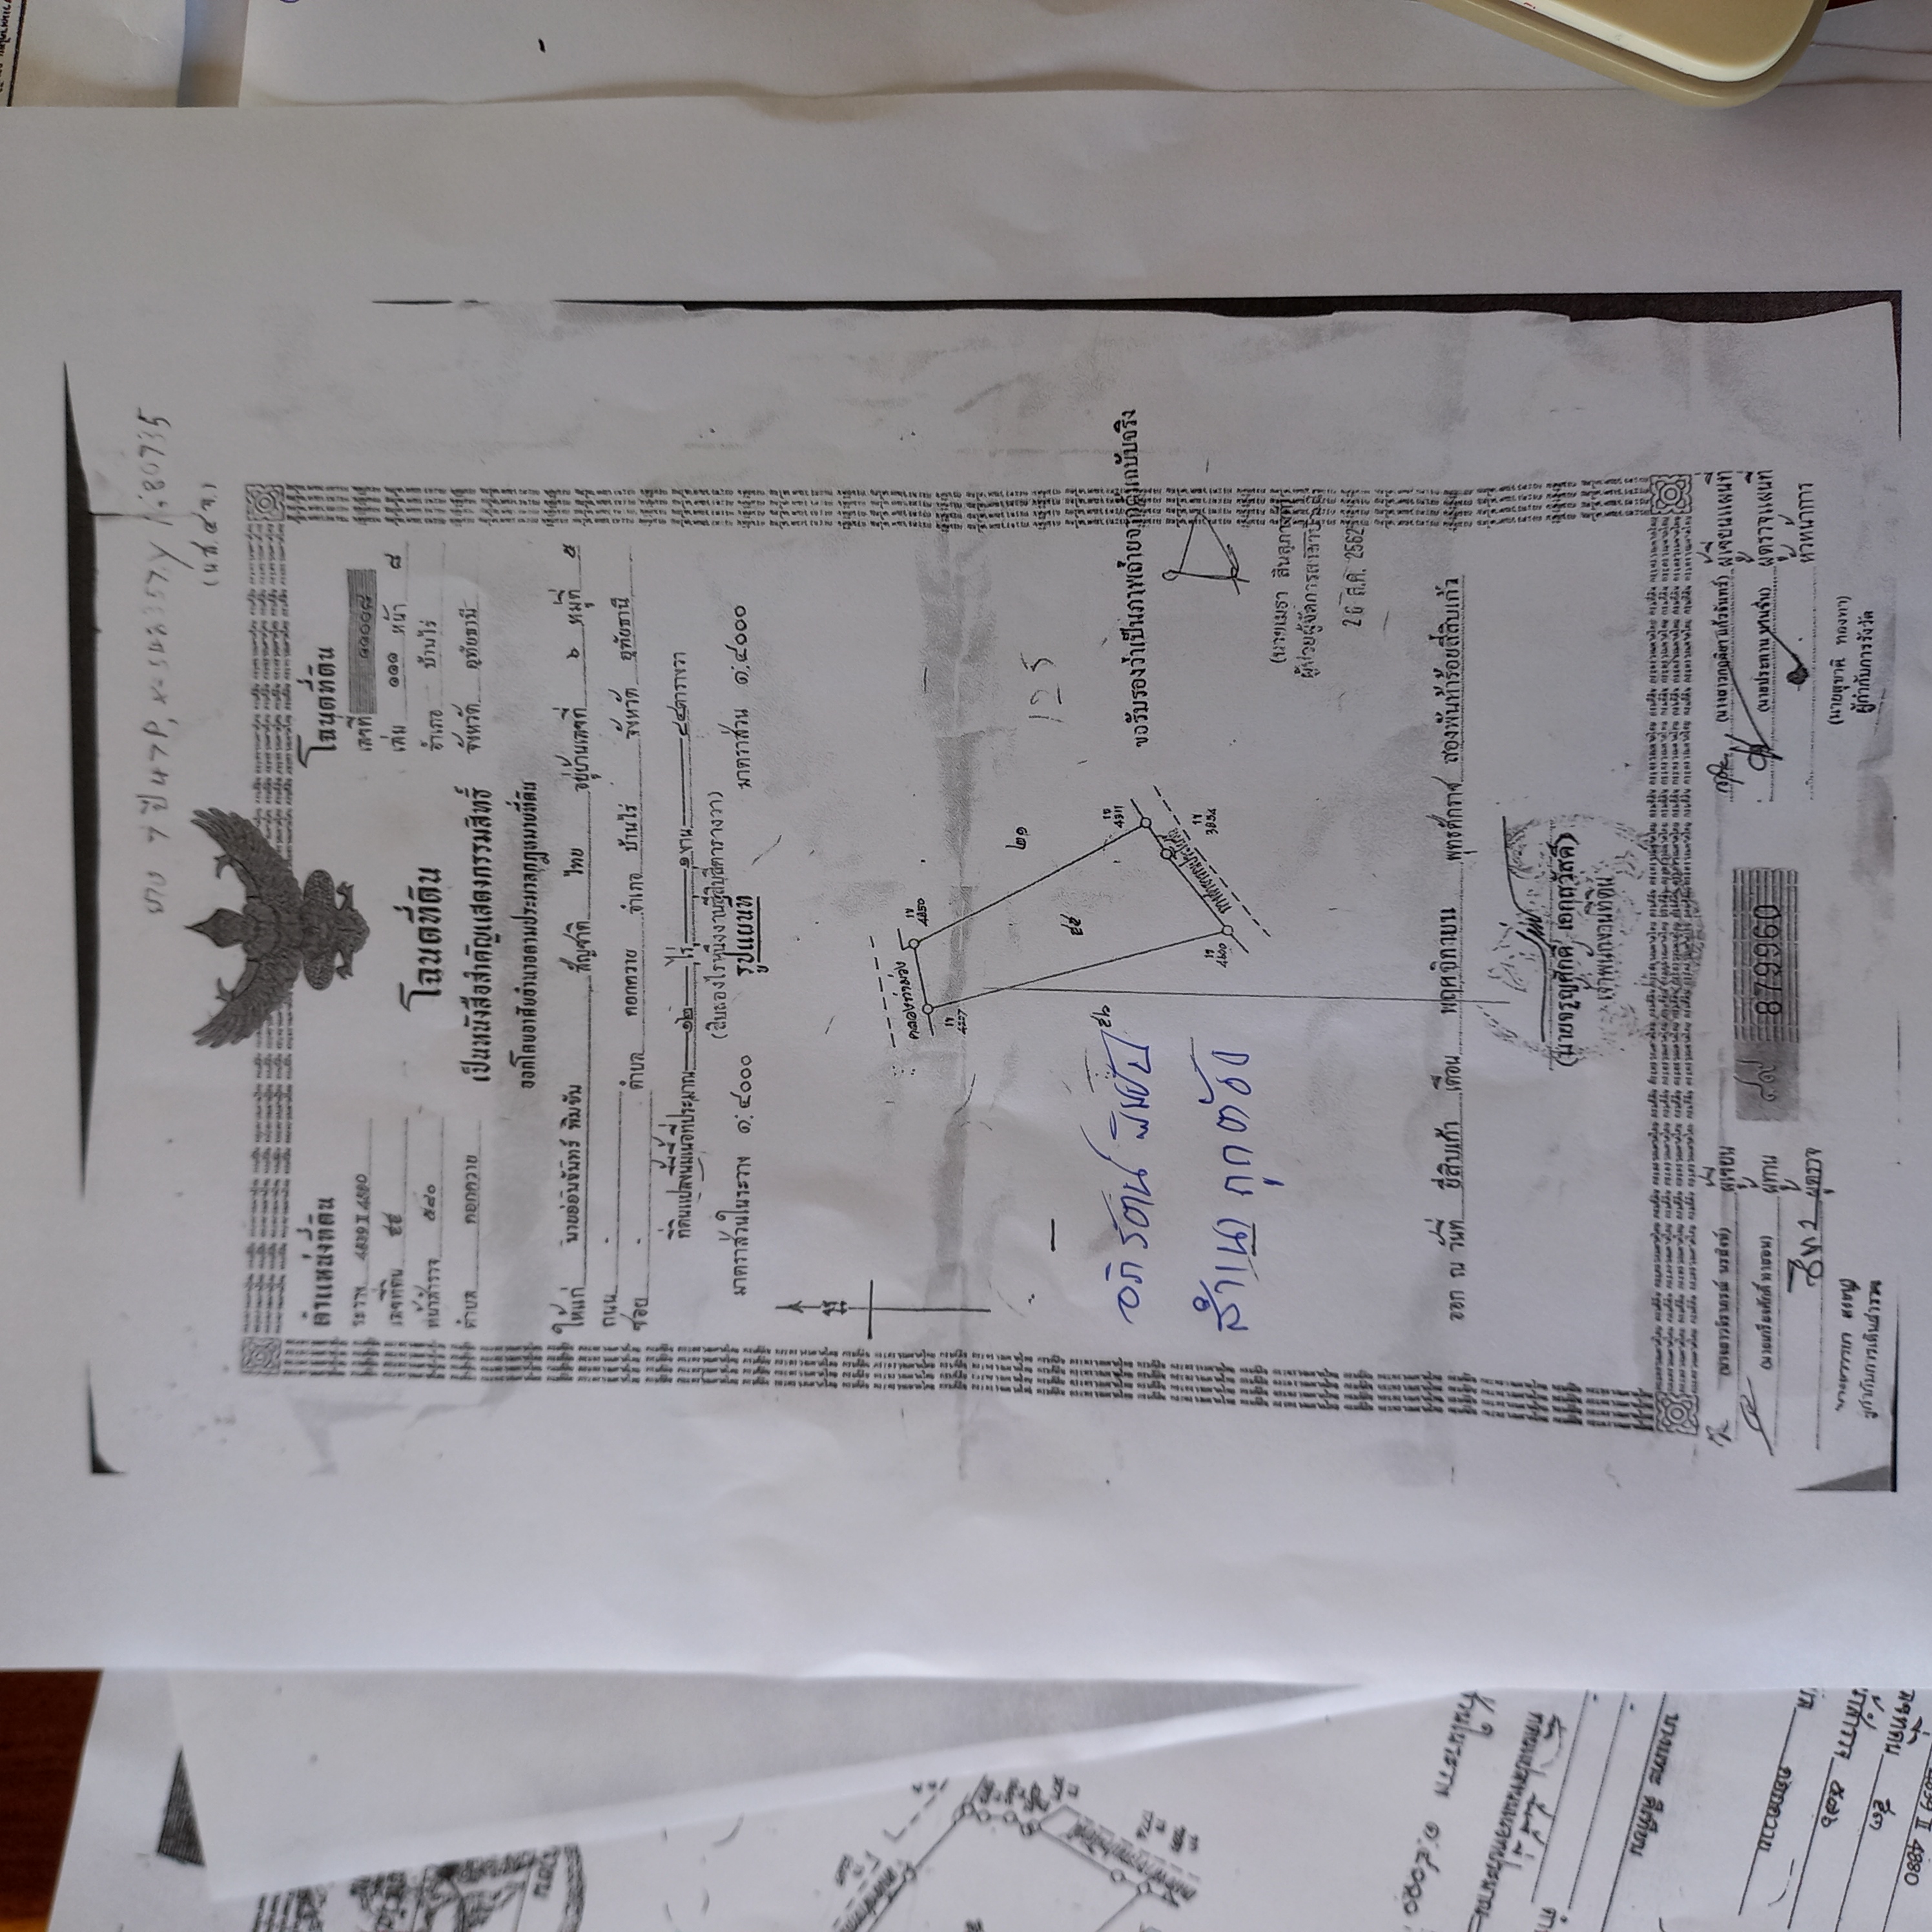 (น.ส. ๔ จ.)
ตำแหน่งที่ดิน
ระวาง 4839 II 4880
เลขที่ดิน ๕๕
หน้าสำรวจ ๕๘๐
ตำบล คอกควาย
โฉนดที่ดิน
เลขที่ ๑๑๐๐๘
เล่ม ๑๑๑ หน้า ๘
อำเภอ บ้านไร่
จังหวัด อุทัยธานี
โฉนดที่ดิน
เป็นหนังสือสำคัญแสดงกรรมสิทธิ์
ออกโดยอาศัยอำนาจตามประมวลกฎหมายที่ดิน
ให้แก่ นายอ่อนจันทร์ พิมยัน สัญชาติ ไทย อยู่บ้านเลขที่ ๖ หมู่ที่ ๕
ถนน -
ซอย - ตำบล คอกควาย อำเภอ บ้านไร่ จังหวัด อุทัยธานี
ที่ดินแปลงนี้มีเนื้อที่ประมาณ ๑๒ ไร่ ๑ งาน ๔๔ ตารางวา
(สิบสองไร่หนึ่งงานสี่สิบสี่ตารางวา)
มาตราส่วนในระวาง ๑:๔๐๐๐ รูปแผนที่ มาตราส่วน ๑:๔๐๐๐
น
คลองท่าม่วง
1ข 4850
1ข
๒๑
125
๕๕
๕๖
1ข 4311
1ข 4600
ทางสาธารณประโยชน์
1ข 3854
อภิรัตน์ พิมยัน
สำเนาถูกต้อง
ขอรับรองว่าเป็นภาพถ่ายจากต้นฉบับจริง
(นายเมธา
ผู้ช่วยผู้จัดการสาขา
26 ส.ค. 2562
ออก ณ วันที่ ยี่สิบเก้า เดือน พฤศจิกายน พุทธศักราช สองพันห้าร้อยสี่สิบเก้า
(นายจรูญศักดิ์ เอกสวัสดิ์)
เจ้าพนักงานที่ดิน
(นางสาวจิราภรณ์ นรสิงห์) ผู้เขียน
(นายเกรียงศักดิ์ ผู้ทาน
ผู้ตรวจ
ผู้กำกับการเดินสำรวจ
๔๙ 879960
(นางสาวกฤติยา แก้วจันทร์) ผู้เขียนแผนที่
(นายประดาน ผู้ตรวจแผนที่
หัวหน้าการ
(นายสุชาติ ทองทา)
ผู้กำกับการรังวัด